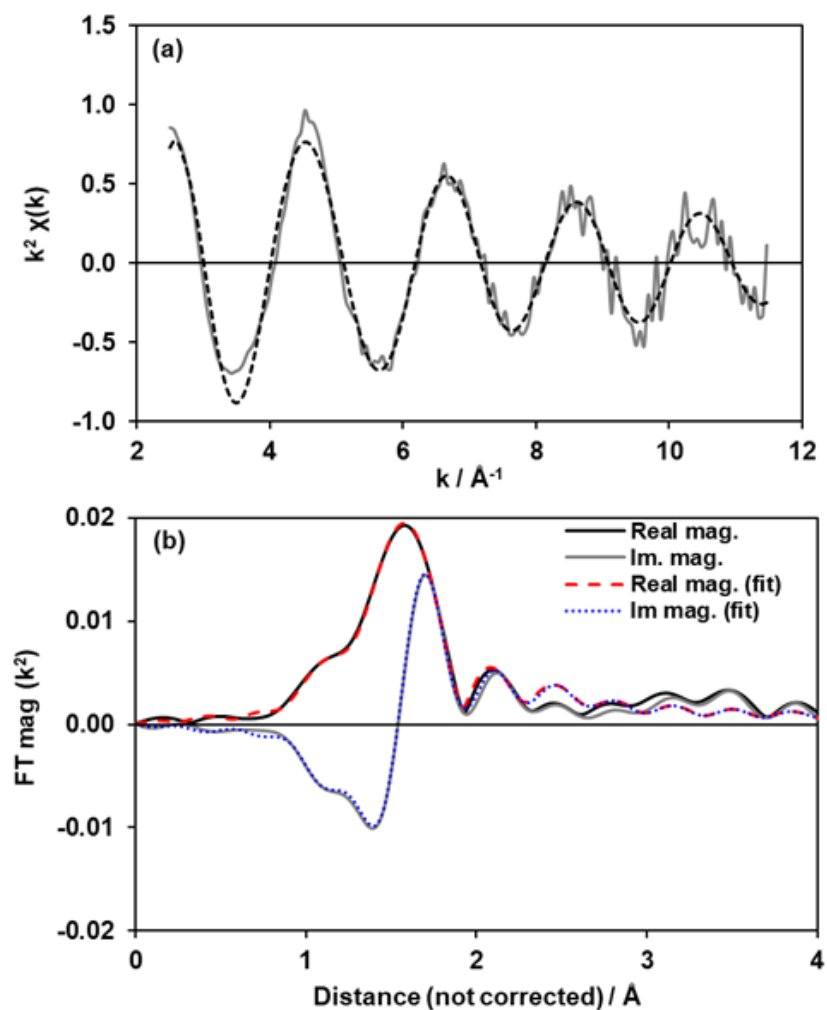 (a)
1.5
1.0
0.5
0.0
-0.5
-1.0
k² χ(k)
2 4 6 8 10 12
k / Å⁻¹
(b)
0.02
0.01
0.00
-0.01
-0.02
FT mag (k²)
Real mag.
Im. mag.
Real mag. (fit)
Im mag. (fit)
0 1 2 3 4
Distance (not corrected) / Å